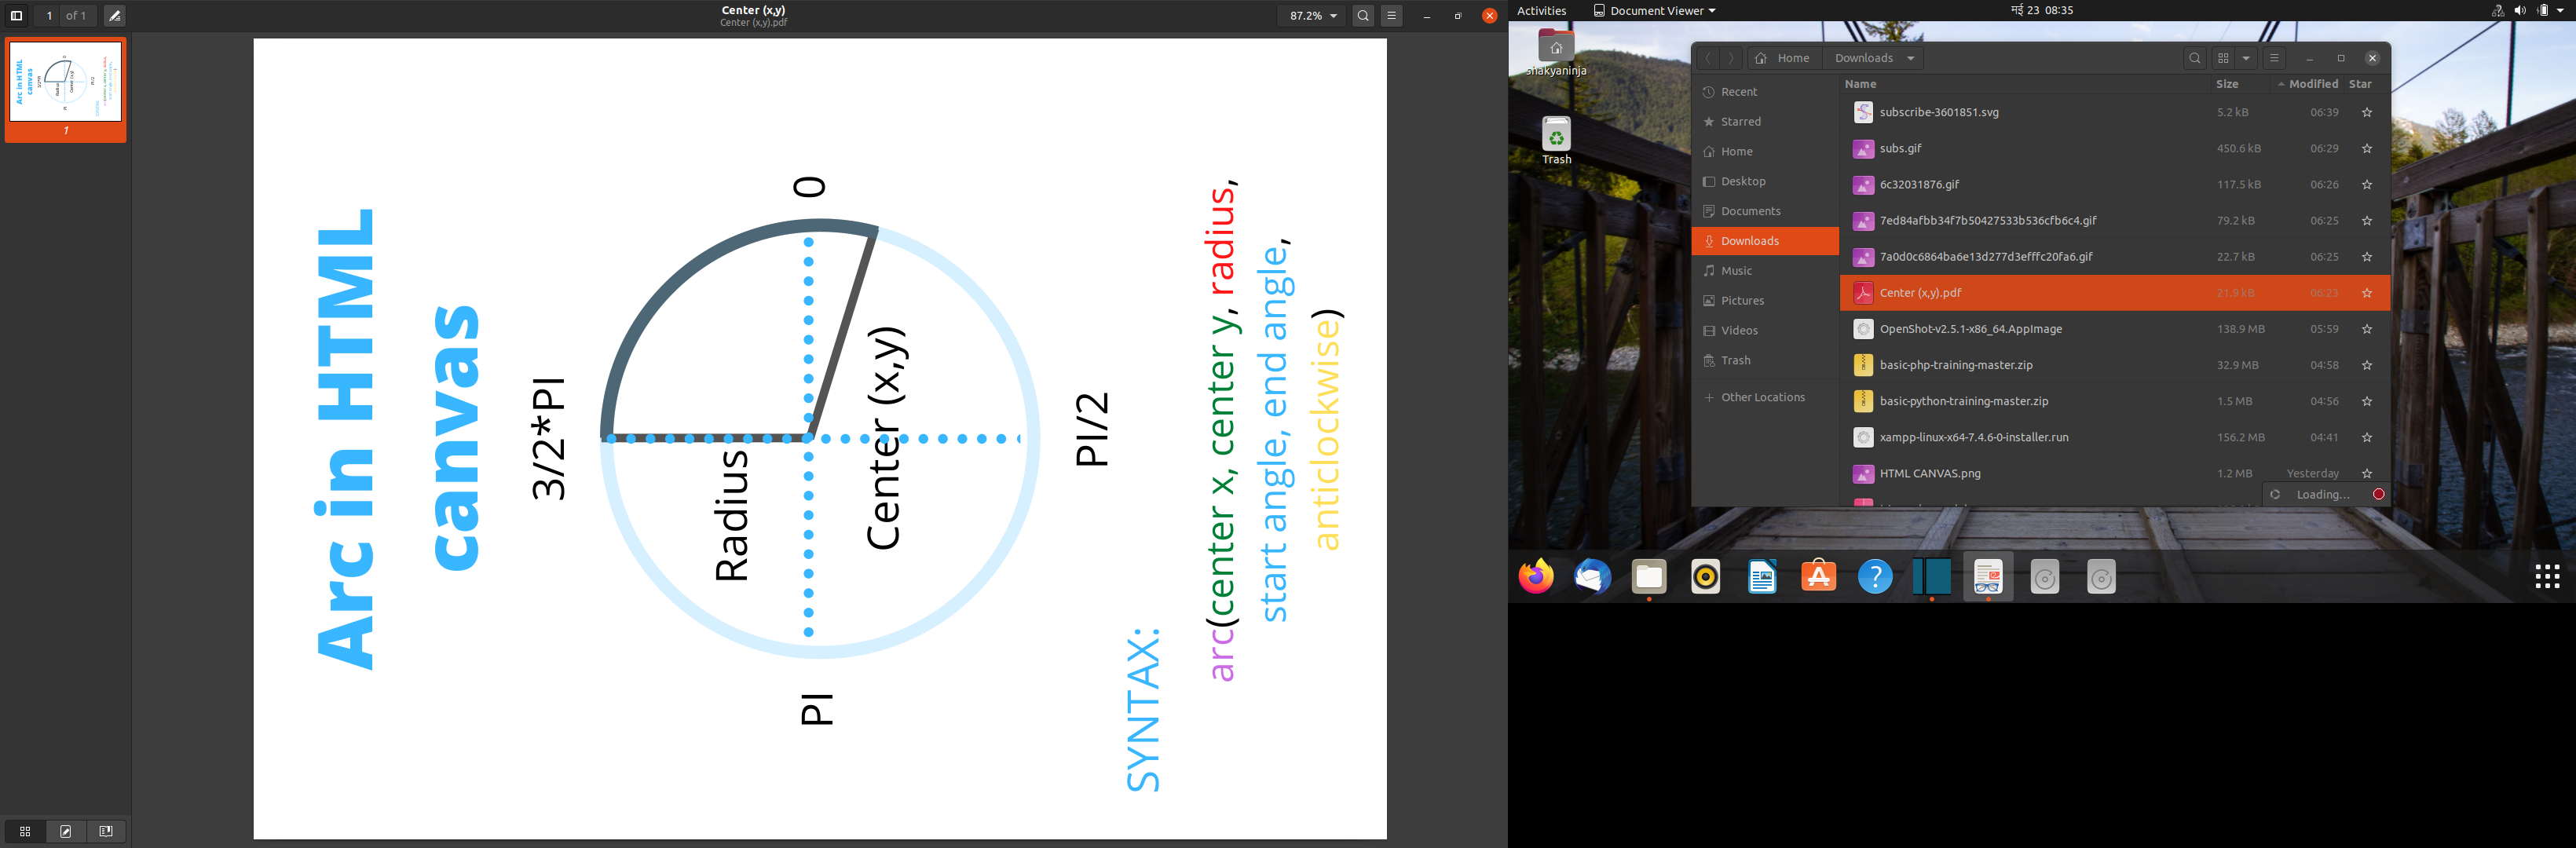 1 of 1
Center (x,y)
Center (x,y).pdf
87.2%
1
Arc in HTML
canvas
3/2*PI
0
Radius
Center (x,y)
PI
PI/2
SYNTAX:
arc(center x, center y, radius,
start angle, end angle,
anticlockwise)
Activities
Document Viewer
मई 23 08:35
shakyaninja
Trash
Home
Downloads
Recent
Starred
Home
Desktop
Documents
Downloads
Music
Pictures
Videos
Trash
Other Locations
Name Size Modified Star
subscribe-3601851.svg 5.2 kB 06:39
subs.gif 450.6 kB 06:29
6c32031876.gif 117.5 kB 06:26
7ed84afbb34f7b50427533b536cfb6c4.gif 79.2 kB 06:25
7a0d0c6864ba6e13d277d3efffc20fa6.gif 22.7 kB 06:25
Center (x,y).pdf 21.9 kB 06:23
OpenShot-v2.5.1-x86_64.AppImage 138.9 MB 05:59
basic-php-training-master.zip 32.9 MB 04:58
basic-python-training-master.zip 1.5 MB 04:56
xampp-linux-x64-7.4.6-0-installer.run 156.2 MB 04:41
HTML CANVAS.png 1.2 MB Yesterday
Loading...